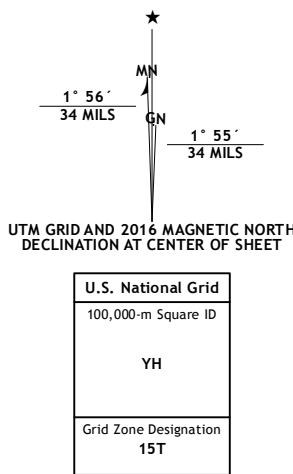 ★
MN
1° 56´
34 MILS
GN
1° 55´
34 MILS
UTM GRID AND 2016 MAGNETIC NORTH
DECLINATION AT CENTER OF SHEET
U.S. National Grid
100,000-m Square ID
YH
Grid Zone Designation
15T